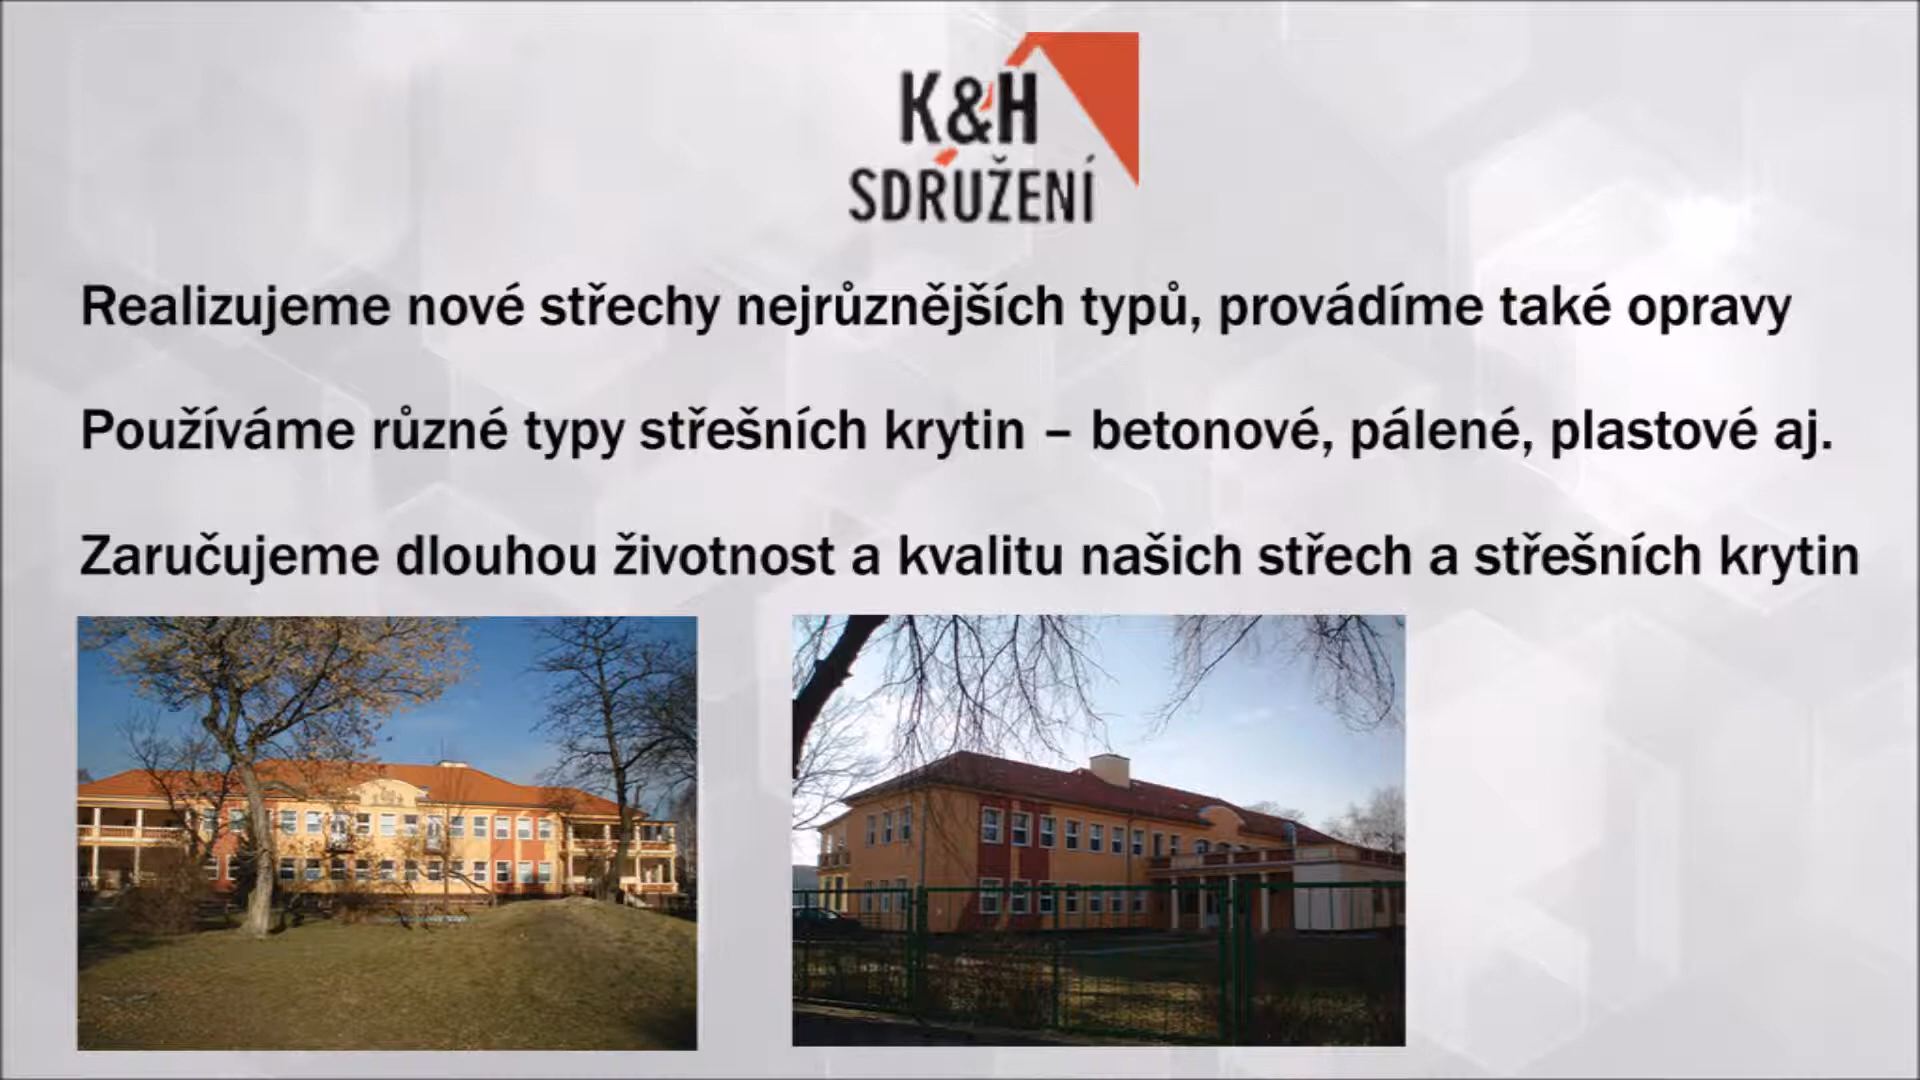 K&H
SDRUŽENÍ
Realizujeme nové střechy nejrůznějších typů, provádíme také opravy
Používáme různé typy střešních krytin – betonové, pálené, plastové aj.
Zaručujeme dlouhou životnost a kvalitu našich střech a střešních krytin